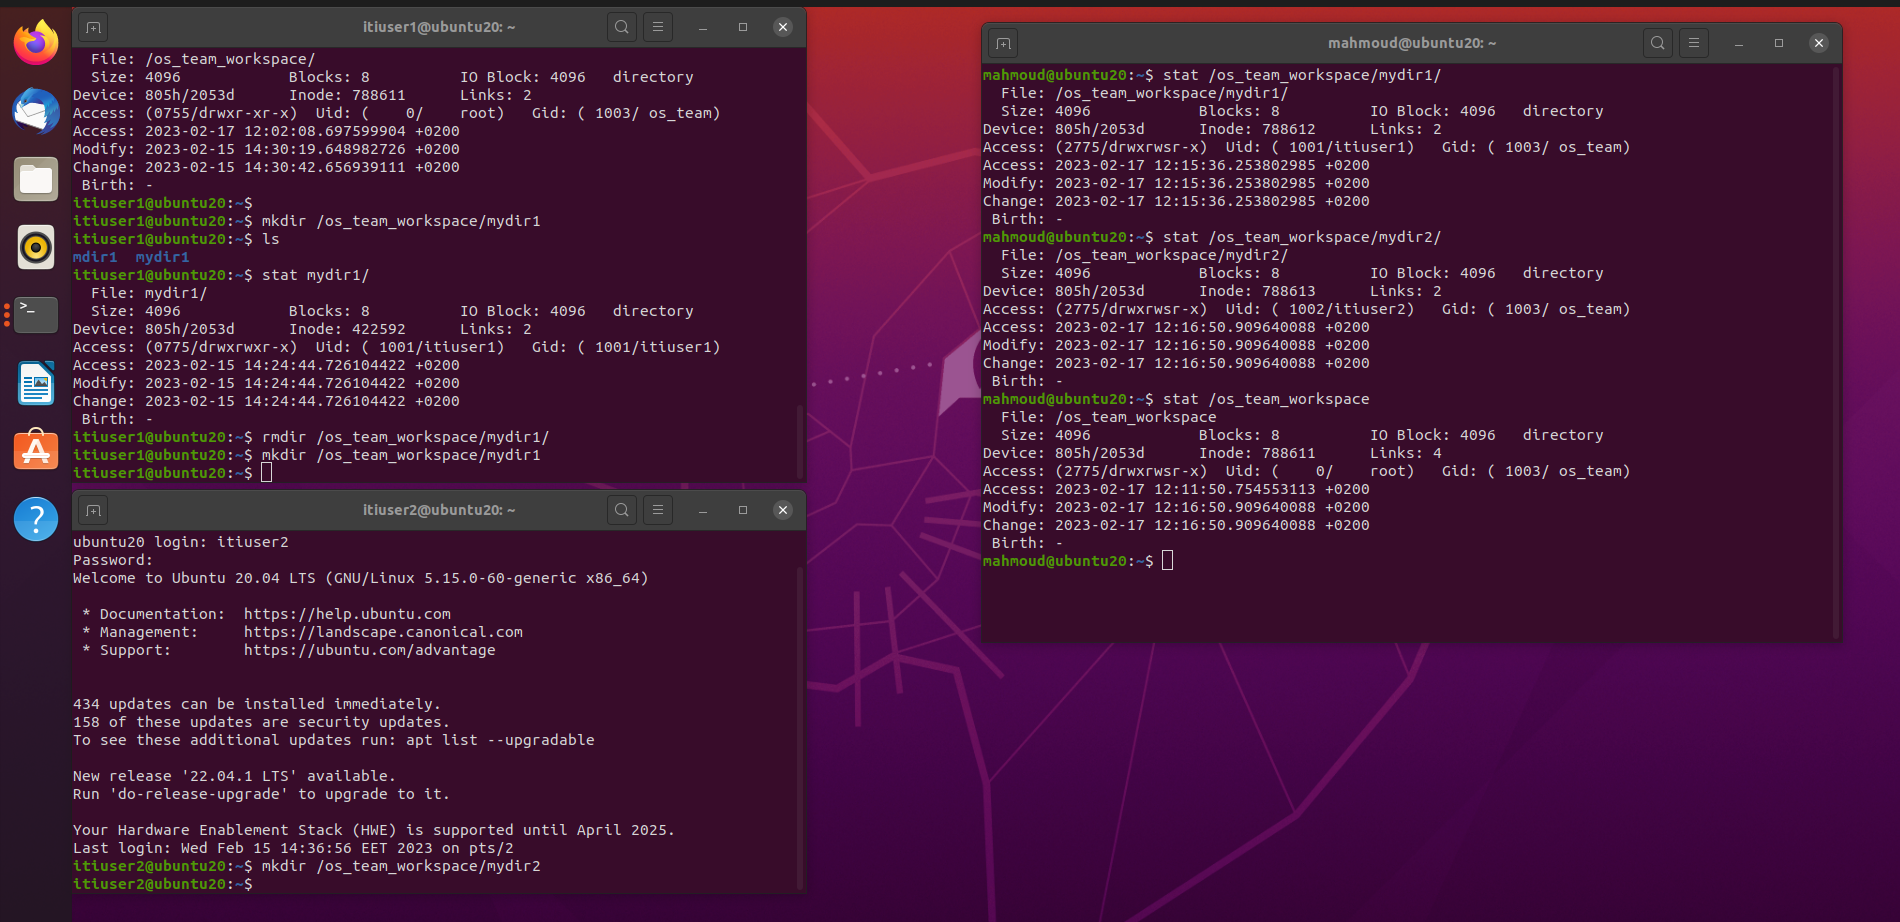 itiuser1@ubuntu20: ~
  File: /os_team_workspace/
  Size: 4096            Blocks: 8          IO Block: 4096   directory
Device: 805h/2053d      Inode: 788611      Links: 2
Access: (0755/drwxr-xr-x)  Uid: (    0/    root)   Gid: ( 1003/ os_team)
Access: 2023-02-17 12:02:08.697599904 +0200
Modify: 2023-02-15 14:30:19.648982726 +0200
Change: 2023-02-15 14:30:42.656939111 +0200
 Birth: -
itiuser1@ubuntu20:~$
itiuser1@ubuntu20:~$ mkdir /os_team_workspace/mydir1
itiuser1@ubuntu20:~$ ls
mdir1  mydir1
itiuser1@ubuntu20:~$ stat mydir1/
  File: mydir1/
  Size: 4096            Blocks: 8          IO Block: 4096   directory
Device: 805h/2053d      Inode: 422592      Links: 2
Access: (0775/drwxrwxr-x)  Uid: ( 1001/itiuser1)   Gid: ( 1001/itiuser1)
Access: 2023-02-15 14:24:44.726104422 +0200
Modify: 2023-02-15 14:24:44.726104422 +0200
Change: 2023-02-15 14:24:44.726104422 +0200
 Birth: -
itiuser1@ubuntu20:~$ rmdir /os_team_workspace/mydir1/
itiuser1@ubuntu20:~$ mkdir /os_team_workspace/mydir1
itiuser1@ubuntu20:~$
itiuser2@ubuntu20: ~
ubuntu20 login: itiuser2
Password:
Welcome to Ubuntu 20.04 LTS (GNU/Linux 5.15.0-60-generic x86_64)
 * Documentation:  https://help.ubuntu.com
 * Management:     https://landscape.canonical.com
 * Support:        https://ubuntu.com/advantage
434 updates can be installed immediately.
158 of these updates are security updates.
To see these additional updates run: apt list --upgradable
New release '22.04.1 LTS' available.
Run 'do-release-upgrade' to upgrade to it.
Your Hardware Enablement Stack (HWE) is supported until April 2025.
Last login: Wed Feb 15 14:36:56 EET 2023 on pts/2
itiuser2@ubuntu20:~$ mkdir /os_team_workspace/mydir2
itiuser2@ubuntu20:~$
mahmoud@ubuntu20: ~
mahmoud@ubuntu20:~$ stat /os_team_workspace/mydir1/
  File: /os_team_workspace/mydir1/
  Size: 4096            Blocks: 8          IO Block: 4096   directory
Device: 805h/2053d      Inode: 788612      Links: 2
Access: (2775/drwxrwsr-x)  Uid: ( 1001/itiuser1)   Gid: ( 1003/ os_team)
Access: 2023-02-17 12:15:36.253802985 +0200
Modify: 2023-02-17 12:15:36.253802985 +0200
Change: 2023-02-17 12:15:36.253802985 +0200
 Birth: -
mahmoud@ubuntu20:~$ stat /os_team_workspace/mydir2/
  File: /os_team_workspace/mydir2/
  Size: 4096            Blocks: 8          IO Block: 4096   directory
Device: 805h/2053d      Inode: 788613      Links: 2
Access: (2775/drwxrwsr-x)  Uid: ( 1002/itiuser2)   Gid: ( 1003/ os_team)
Access: 2023-02-17 12:16:50.909640088 +0200
Modify: 2023-02-17 12:16:50.909640088 +0200
Change: 2023-02-17 12:16:50.909640088 +0200
 Birth: -
mahmoud@ubuntu20:~$ stat /os_team_workspace
  File: /os_team_workspace
  Size: 4096            Blocks: 8          IO Block: 4096   directory
Device: 805h/2053d      Inode: 788611      Links: 4
Access: (2775/drwxrwsr-x)  Uid: (    0/    root)   Gid: ( 1003/ os_team)
Access: 2023-02-17 12:11:50.754553113 +0200
Modify: 2023-02-17 12:16:50.909640088 +0200
Change: 2023-02-17 12:16:50.909640088 +0200
 Birth: -
mahmoud@ubuntu20:~$